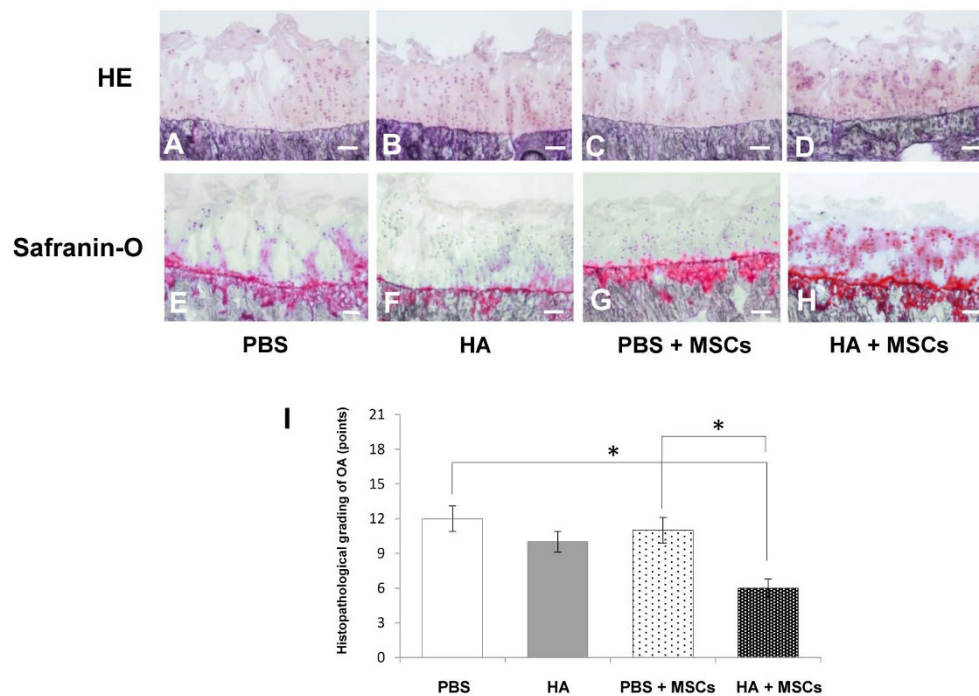 HE
A B C D
Safranin-O
E F G H
PBS HA PBS + MSCs HA + MSCs
I
Histopathological grading of OA (points)
21
18
15
12
9
6
3
0
*
*
PBS HA PBS + MSCs HA + MSCs